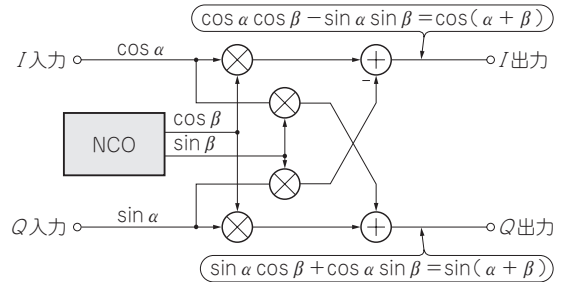 cos α cos β − sin α sin β = cos( α + β )
I入力
cos α
I出力
−
cos β
NCO
sin β
Q入力
sin α
Q出力
sin α cos β + cos α sin β = sin( α + β )